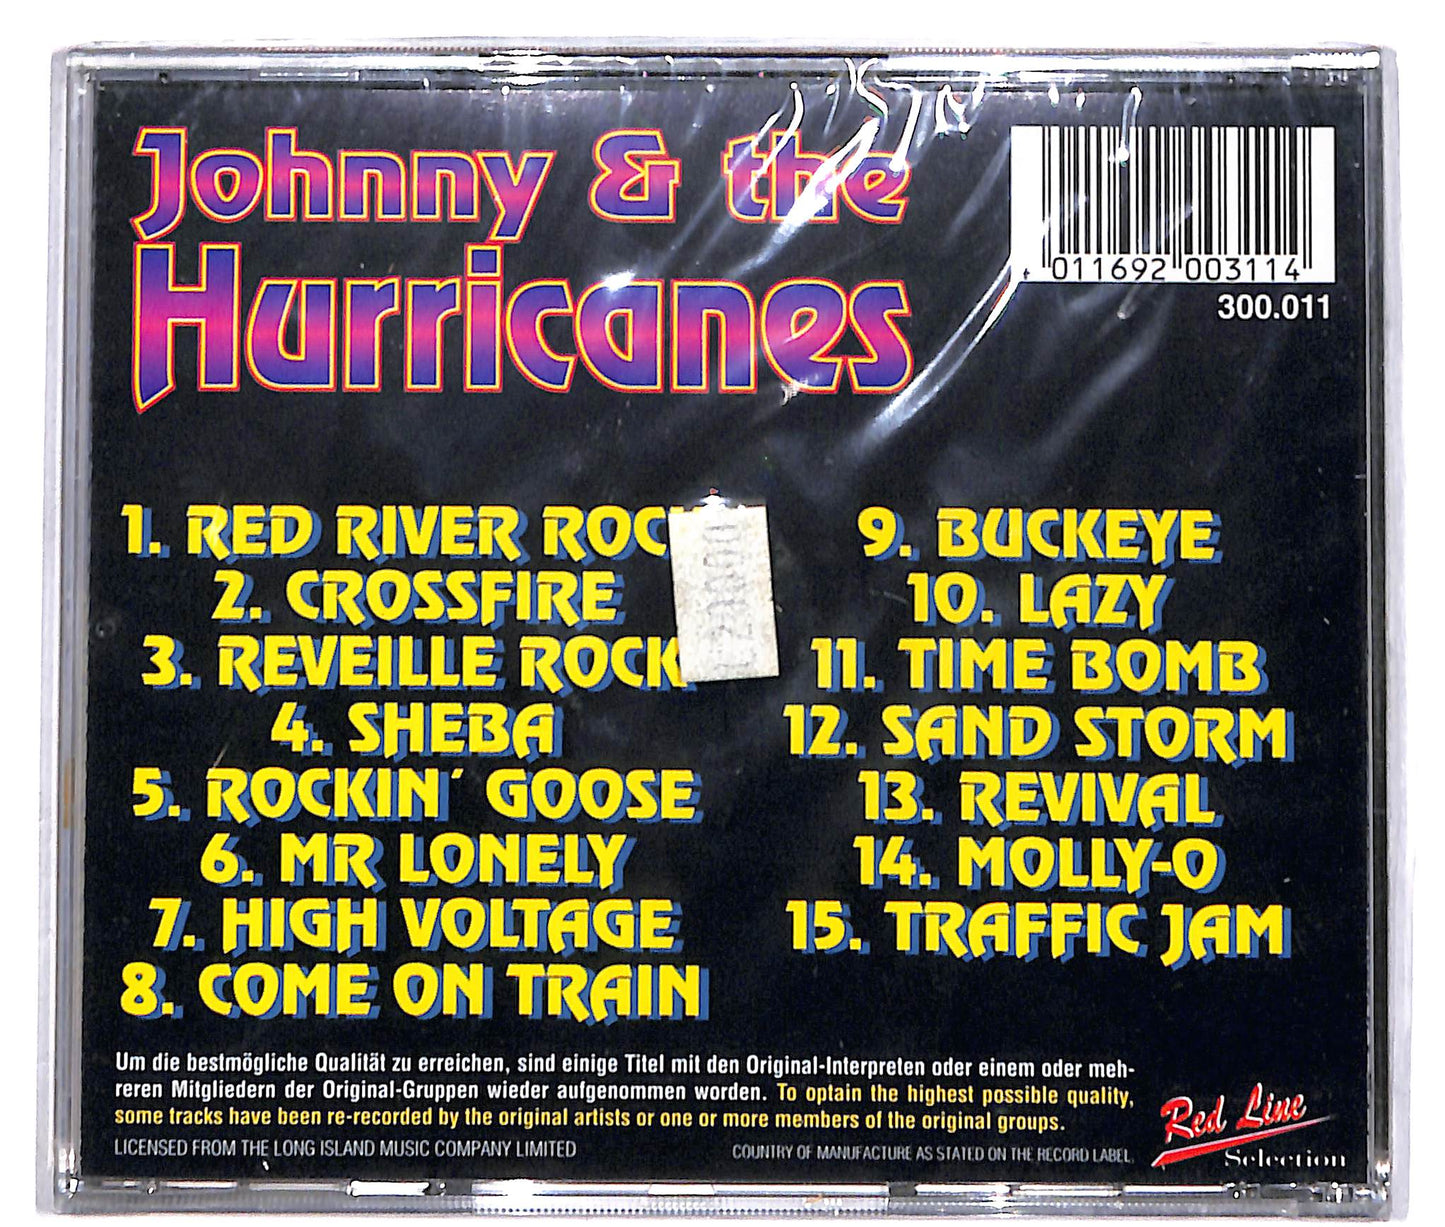 Johnny & the
Hurricanes
011692 003114
300.011
1. RED RIVER ROCK
2. CROSSFIRE
3. REVEILLE ROCK
4. SHEBA
5. ROCKIN´ GOOSE
6. MR LONELY
7. HIGH VOLTAGE
8. COME ON TRAIN
9. BUCKEYE
10. LAZY
11. TIME BOMB
12. SAND STORM
13. REVIVAL
14. MOLLY-O
15. TRAFFIC JAM
Um die bestmögliche Qualität zu erreichen, sind einige Titel mit den Original-Interpreten oder einem oder meh-
reren Mitgliedern der Original-Gruppen wieder aufgenommen worden. To optain the highest possible quality,
some tracks have been re-recorded by the original artists or one or more members of the original groups.
LICENSED FROM THE LONG ISLAND MUSIC COMPANY LIMITED
COUNTRY OF MANUFACTURE AS STATED ON THE RECORD LABEL.
Red Line
Selection